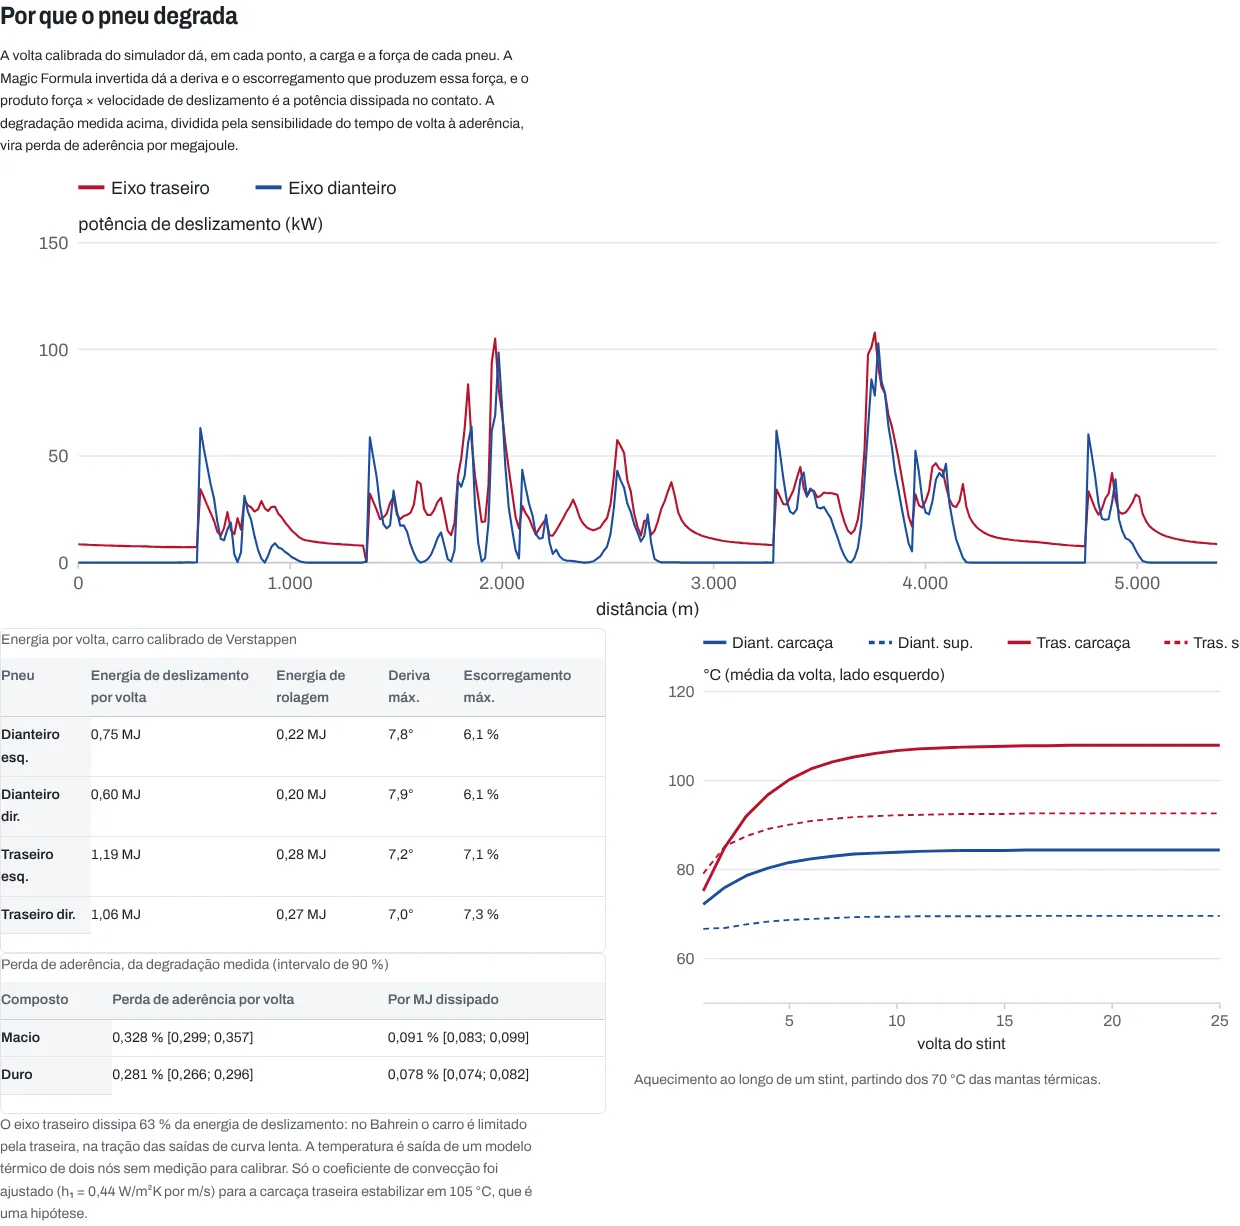 Por que o pneu degrada
A volta calibrada do simulador dá, em cada ponto, a carga e a força de cada pneu. A
Magic Formula invertida dá a deriva e o escorregamento que produzem essa força, e o
produto força × velocidade de deslizamento é a potência dissipada no contato. A
degradação medida acima, dividida pela sensibilidade do tempo de volta à aderência,
vira perda de aderência por megajoule.
Eixo traseiro Eixo dianteiro
potência de deslizamento (kW)
150
100
50
0
0 1.000 2.000 3.000 4.000 5.000
distância (m)
Energia por volta, carro calibrado de Verstappen
Pneu Energia de deslizamento por volta Energia de rolagem Deriva máx. Escorregamento máx.
Dianteiro esq. 0,75 MJ 0,22 MJ 7,8° 6,1 %
Dianteiro dir. 0,60 MJ 0,20 MJ 7,9° 6,1 %
Traseiro esq. 1,19 MJ 0,28 MJ 7,2° 7,1 %
Traseiro dir. 1,06 MJ 0,27 MJ 7,0° 7,3 %
Perda de aderência, da degradação medida (intervalo de 90 %)
Composto Perda de aderência por volta Por MJ dissipado
Macio 0,328 % [0,299; 0,357] 0,091 % [0,083; 0,099]
Duro 0,281 % [0,266; 0,296] 0,078 % [0,074; 0,082]
O eixo traseiro dissipa 63 % da energia de deslizamento: no Bahrein o carro é limitado
pela traseira, na tração das saídas de curva lenta. A temperatura é saída de um modelo
térmico de dois nós sem medição para calibrar. Só o coeficiente de convecção foi
ajustado (h₁ = 0,44 W/m²K por m/s) para a carcaça traseira estabilizar em 105 °C, que é
uma hipótese.
Diant. carcaça Diant. sup. Tras. carcaça Tras. s
°C (média da volta, lado esquerdo)
120
100
80
60
5 10 15 20 25
volta do stint
Aquecimento ao longo de um stint, partindo dos 70 °C das mantas térmicas.